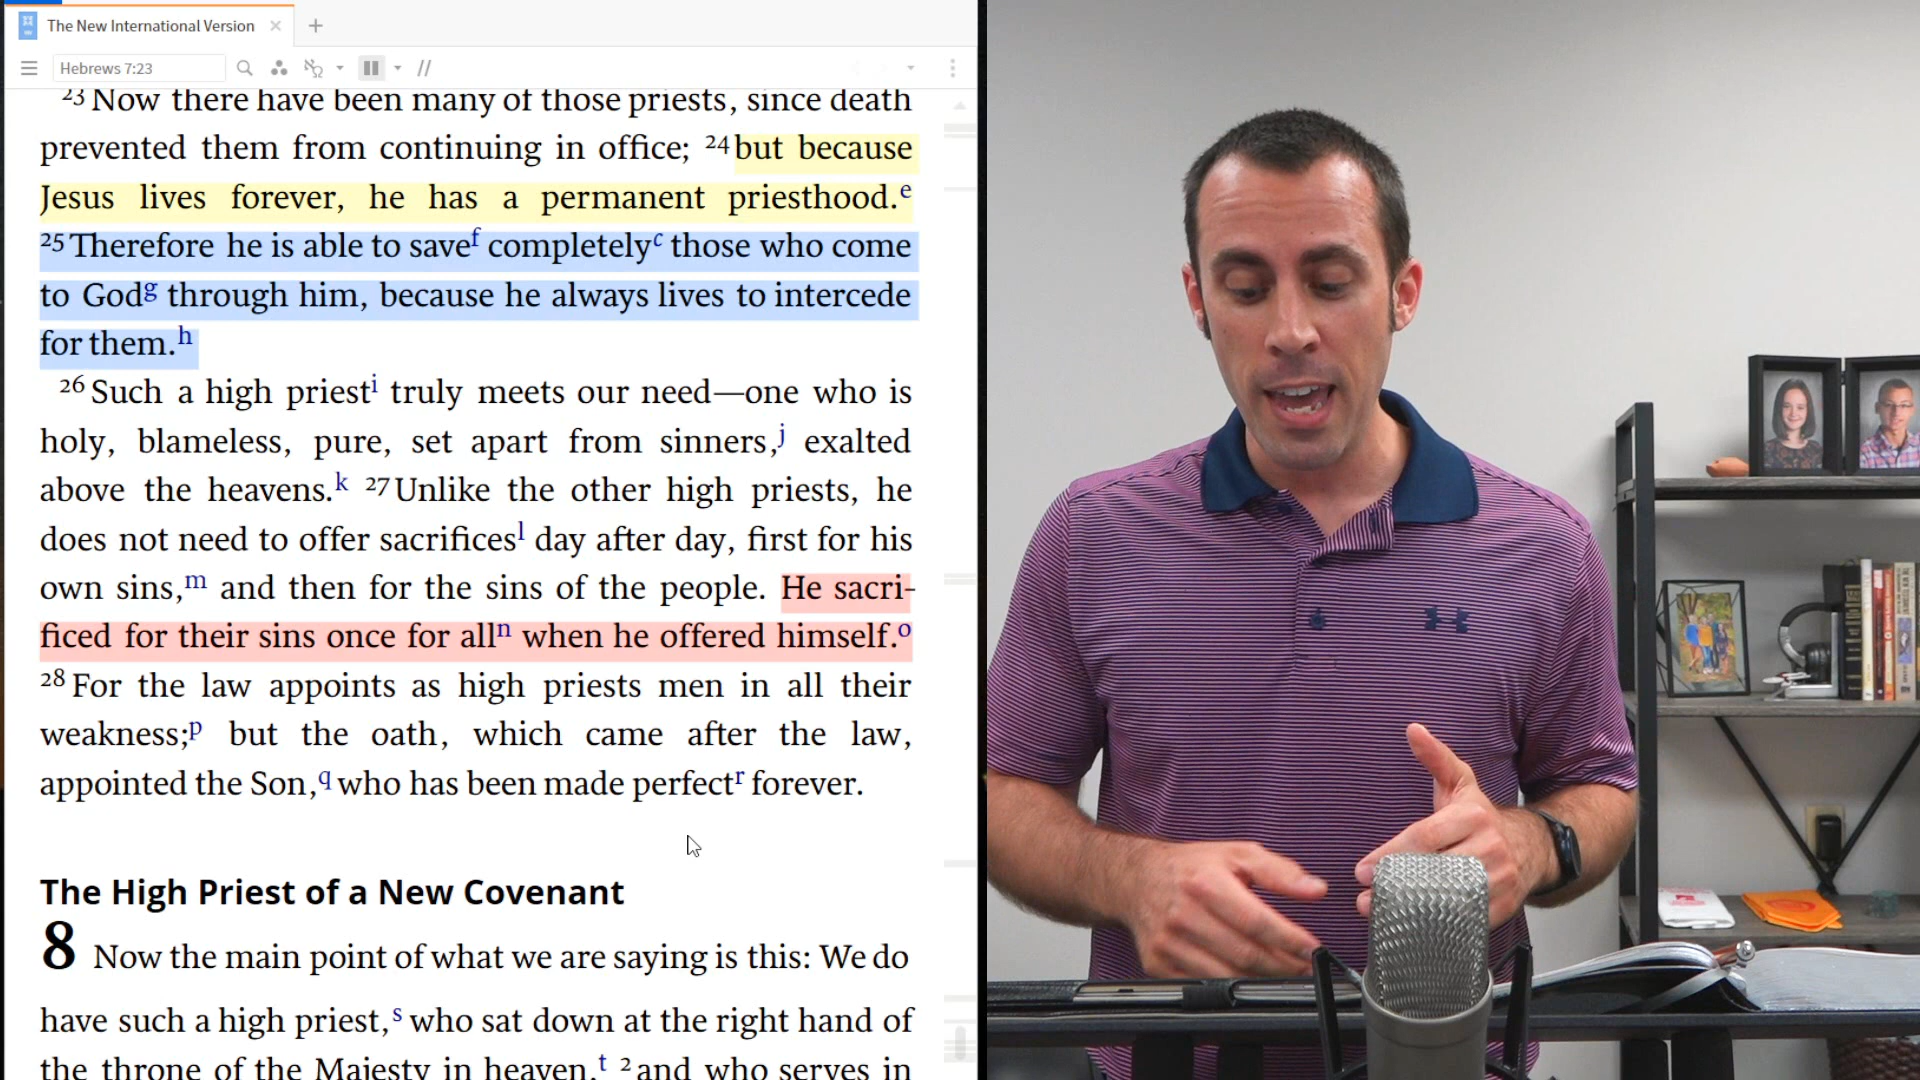 The New International Version
Hebrews 7:23
23 Now there have been many of those priests, since death
prevented them from continuing in office; 24 but because
Jesus lives forever, he has a permanent priesthood.e
25 Therefore he is able to savef completelyc those who come
to Godg through him, because he always lives to intercede
for them.h
26 Such a high priesti truly meets our need—one who is
holy, blameless, pure, set apart from sinners,j exalted
above the heavens.k 27 Unlike the other high priests, he
does not need to offer sacrificesl day after day, first for his
own sins,m and then for the sins of the people. He sacri-
ficed for their sins once for alln when he offered himself.o
28 For the law appoints as high priests men in all their
weakness;p but the oath, which came after the law,
appointed the Son,q who has been made perfectr forever.
The High Priest of a New Covenant
8 Now the main point of what we are saying is this: We do
have such a high priest,s who sat down at the right hand of
the throne of the Majesty in heaven,t 2 and who serves in